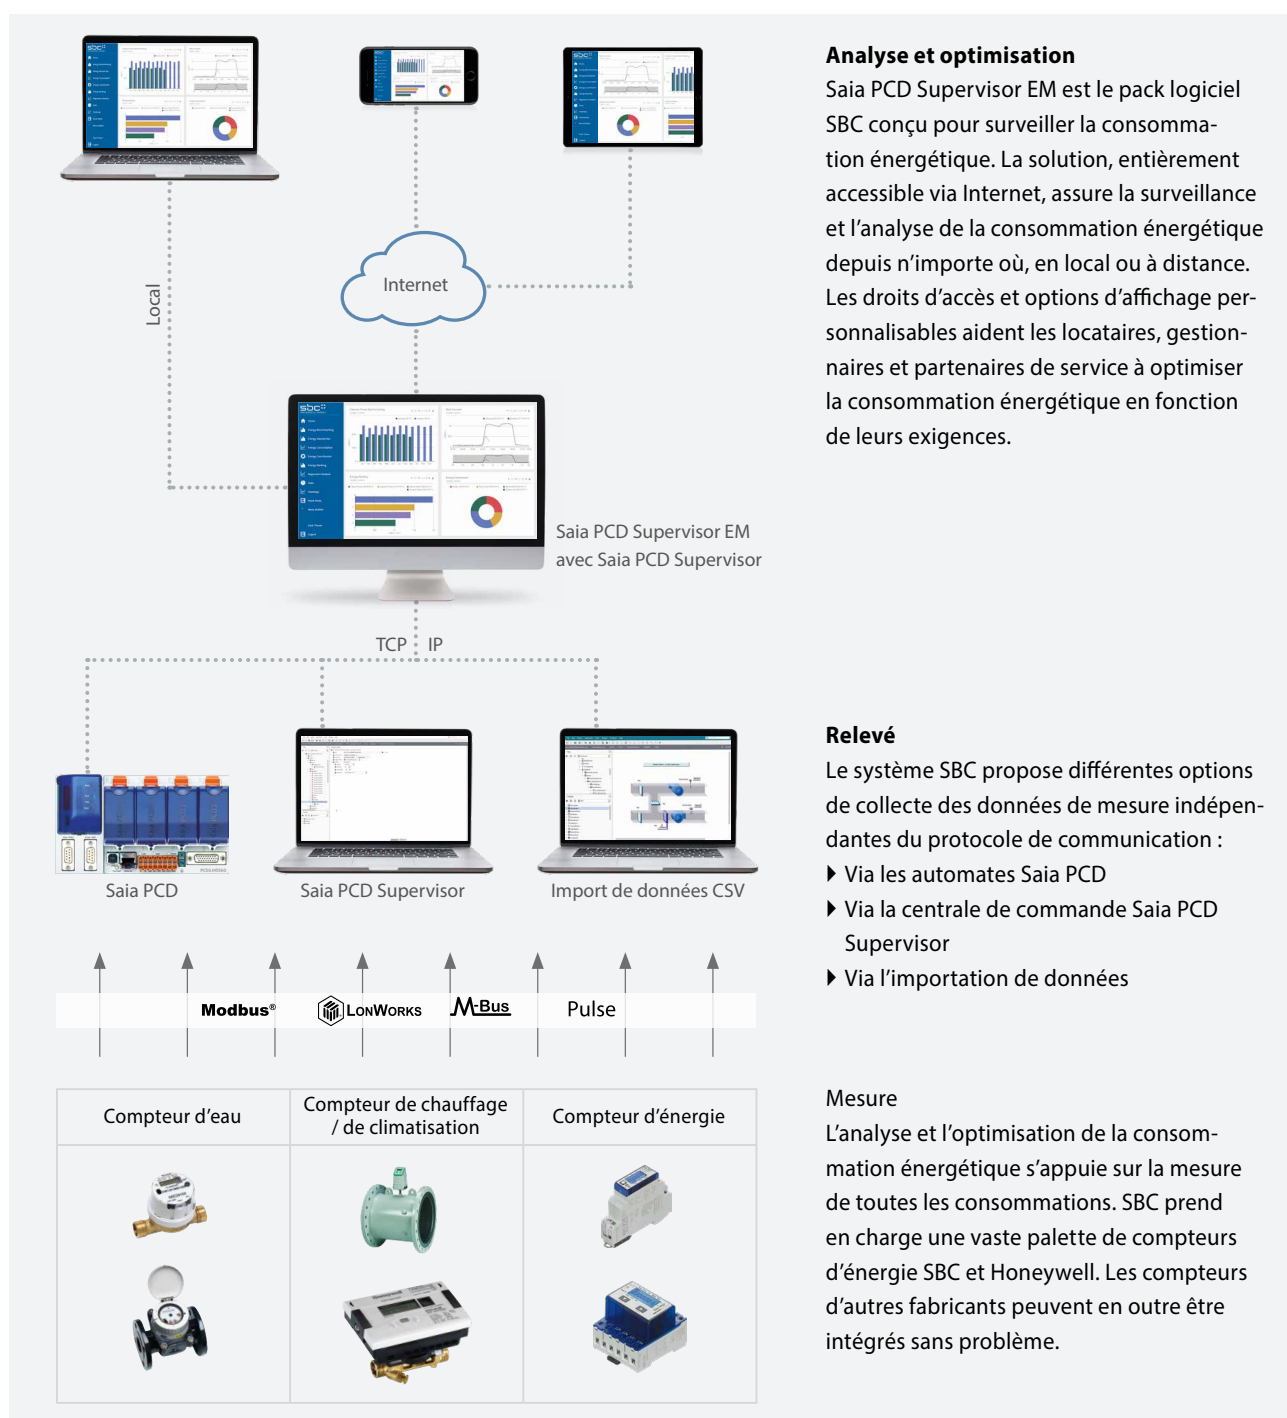 Analyse et optimisation
Saia PCD Supervisor EM est le pack logiciel
SBC conçu pour surveiller la consomma-
tion énergétique. La solution, entièrement
accessible via Internet, assure la surveillance
et l’analyse de la consommation énergétique
depuis n’importe où, en local ou à distance.
Les droits d’accès et options d’affichage per-
sonnalisables aident les locataires, gestion-
naires et partenaires de service à optimiser
la consommation énergétique en fonction
de leurs exigences.
Internet
Local
sbc
Saia PCD Supervisor EM
avec Saia PCD Supervisor
TCP IP
Saia PCD
Saia PCD Supervisor
Import de données CSV
Relevé
Le système SBC propose différentes options
de collecte des données de mesure indépen-
dantes du protocole de communication :
Via les automates Saia PCD
Via la centrale de commande Saia PCD
Supervisor
Via l’importation de données
Modbus®
LONWORKS
M-Bus
Pulse
Compteur d’eau
Compteur de chauffage
/ de climatisation
Compteur d’énergie
Mesure
L’analyse et l’optimisation de la consom-
mation énergétique s’appuie sur la mesure
de toutes les consommations. SBC prend
en charge une vaste palette de compteurs
d’énergie SBC et Honeywell. Les compteurs
d’autres fabricants peuvent en outre être
intégrés sans problème.